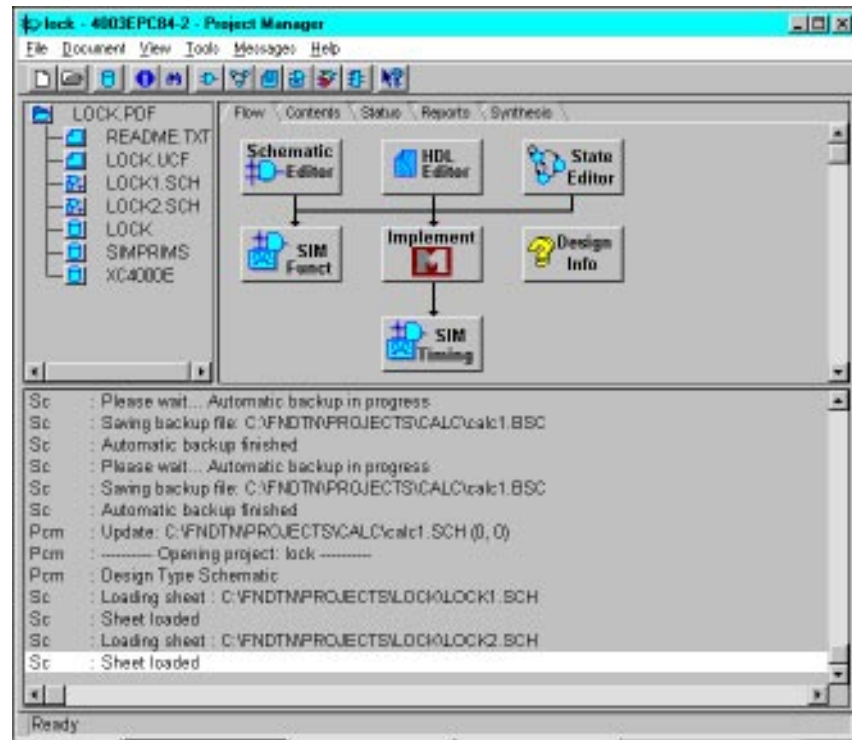 lock - 4003EPC84-2 - Project Manager
File Document View Tools Messages Help
LOCK.PDF
README.TXT
LOCK.UCF
LOCK1.SCH
LOCK2.SCH
LOCK
SIMPRIMS
XC4000E
Flow Contents Status Reports Synthesis
Schematic Editor
HDL Editor
State Editor
SIM Funct
Implement
Design Info
SIM Timing
Sc : Please wait... Automatic backup in progress
Sc : Saving backup file: C:\FNDTN\PROJECTS\CALC\calc1.BSC
Sc : Automatic backup finished
Sc : Please wait... Automatic backup in progress
Sc : Saving backup file: C:\FNDTN\PROJECTS\CALC\calc1.BSC
Sc : Automatic backup finished
Pcm : Update: C:\FNDTN\PROJECTS\CALC\calc1.SCH (0, 0)
Pcm : ---------- Opening project: lock ----------
Pcm : Design Type Schematic
Sc : Loading sheet : C:\FNDTN\PROJECTS\LOCK\LOCK1.SCH
Sc : Sheet loaded
Sc : Loading sheet : C:\FNDTN\PROJECTS\LOCK\LOCK2.SCH
Sc : Sheet loaded
Ready